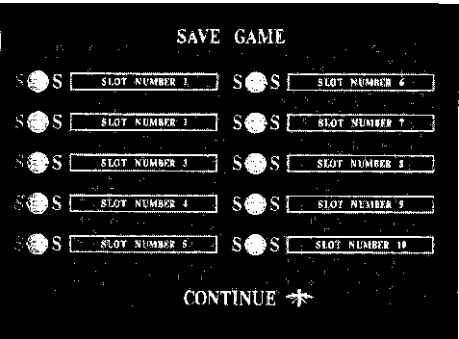 SAVE GAME
S S SLOT NUMBER 1 S S SLOT NUMBER 6
S S SLOT NUMBER 2 S S SLOT NUMBER 7
S S SLOT NUMBER 3 S S SLOT NUMBER 8
S S SLOT NUMBER 4 S S SLOT NUMBER 9
S S SLOT NUMBER 5 S S SLOT NUMBER 10
CONTINUE